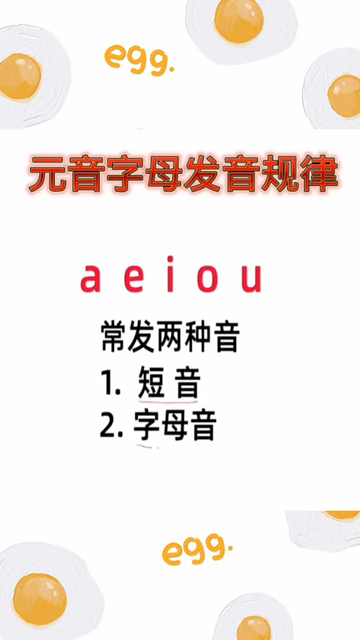 egg.
元音字母发音规律
a e i o u
常发两种音
1. 短音
2. 字母音
egg.